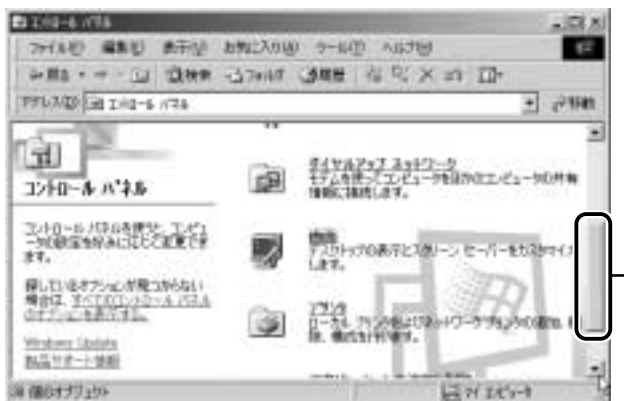 コントロール パネル
ファイル(F) 編集(E) 表示(V) お気に入り(A) ツール(T) ヘルプ(H)
戻る 検索 フォルダ 履歴
アドレス(D) コントロール パネル 移動
コントロール パネル
コントロール パネルを使うと、コンピュ
ータの設定を好みに応じて変更でき
ます。
探しているオプションが見つからない
場合は、すべてのコントロール パネル
のオプションを表示する。
Windows Update
製品サポート情報
ダイヤルアップ ネットワーク
モデムを使ってコンピュータを別のコンピュータの共有
情報に接続します。
画面
デスクトップの表示とスクリーン セーバーをカスタマイズ
します。
プリンタ
ローカル プリンタおよびネットワーク プリンタの追加、削
除、構成を行います。
個のオブジェクト マイ コンピュータ